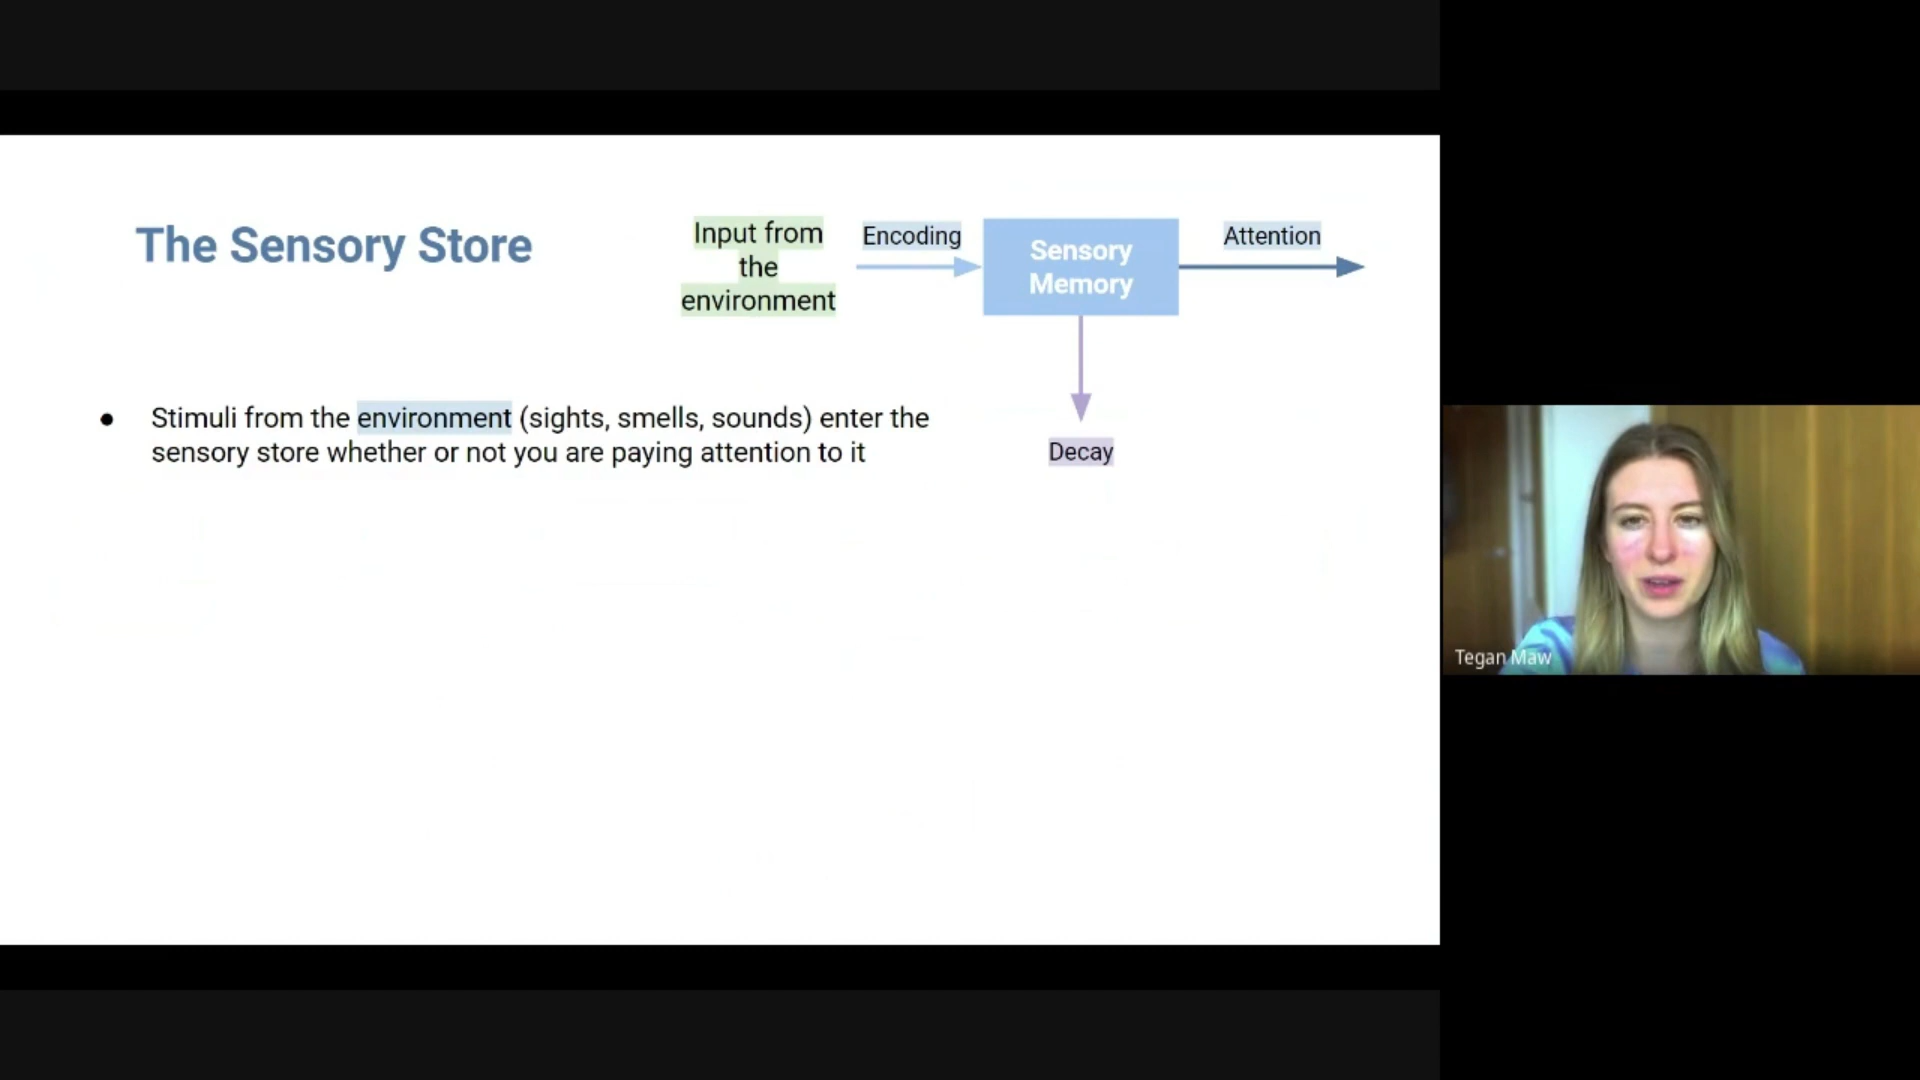 The Sensory Store
Input from
the
environment
Encoding
Sensory
Memory
Attention
Decay
● Stimuli from the environment (sights, smells, sounds) enter the
sensory store whether or not you are paying attention to it
Tegan Maw